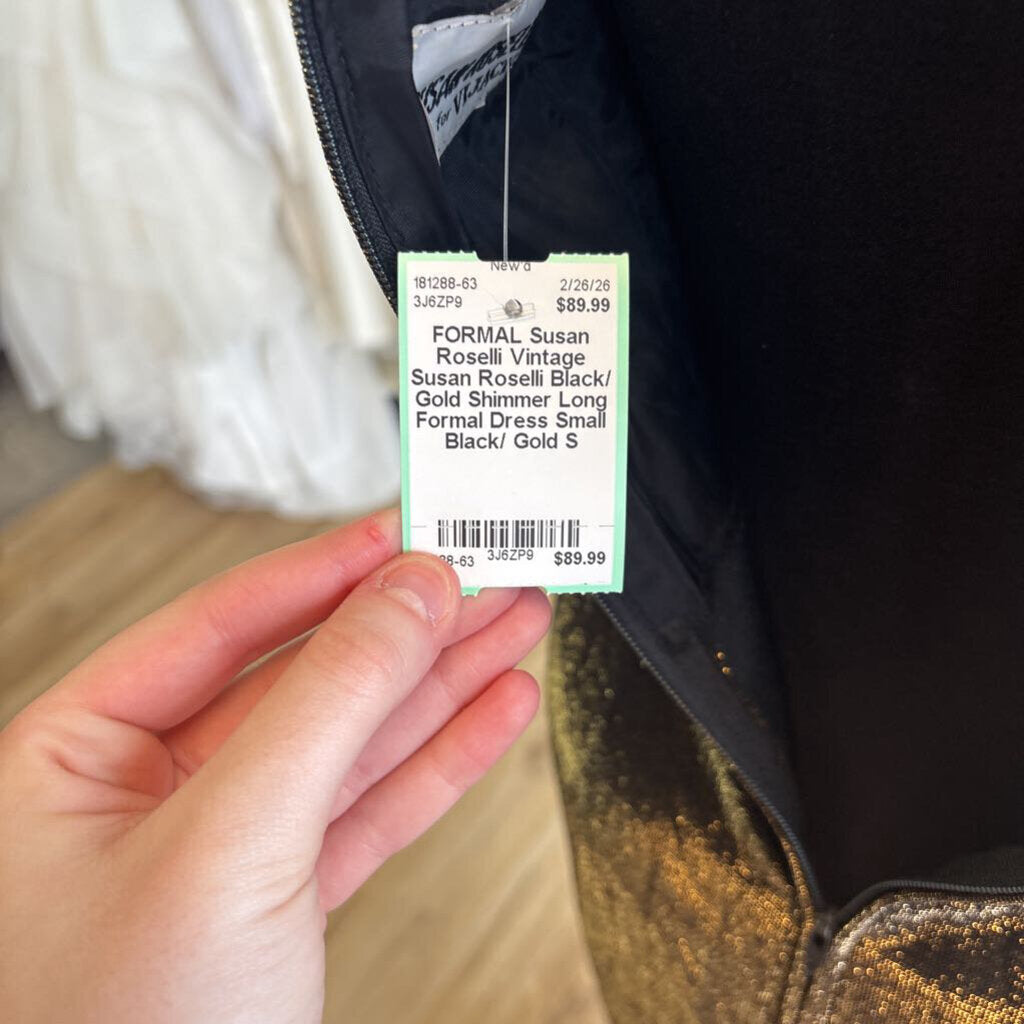 for
New'd
181288-63 2/26/26
3J6ZP9 $89.99
FORMAL Susan
Roselli Vintage
Susan Roselli Black/
Gold Shimmer Long
Formal Dress Small
Black/ Gold S
88-63 3J6ZP9 $89.99